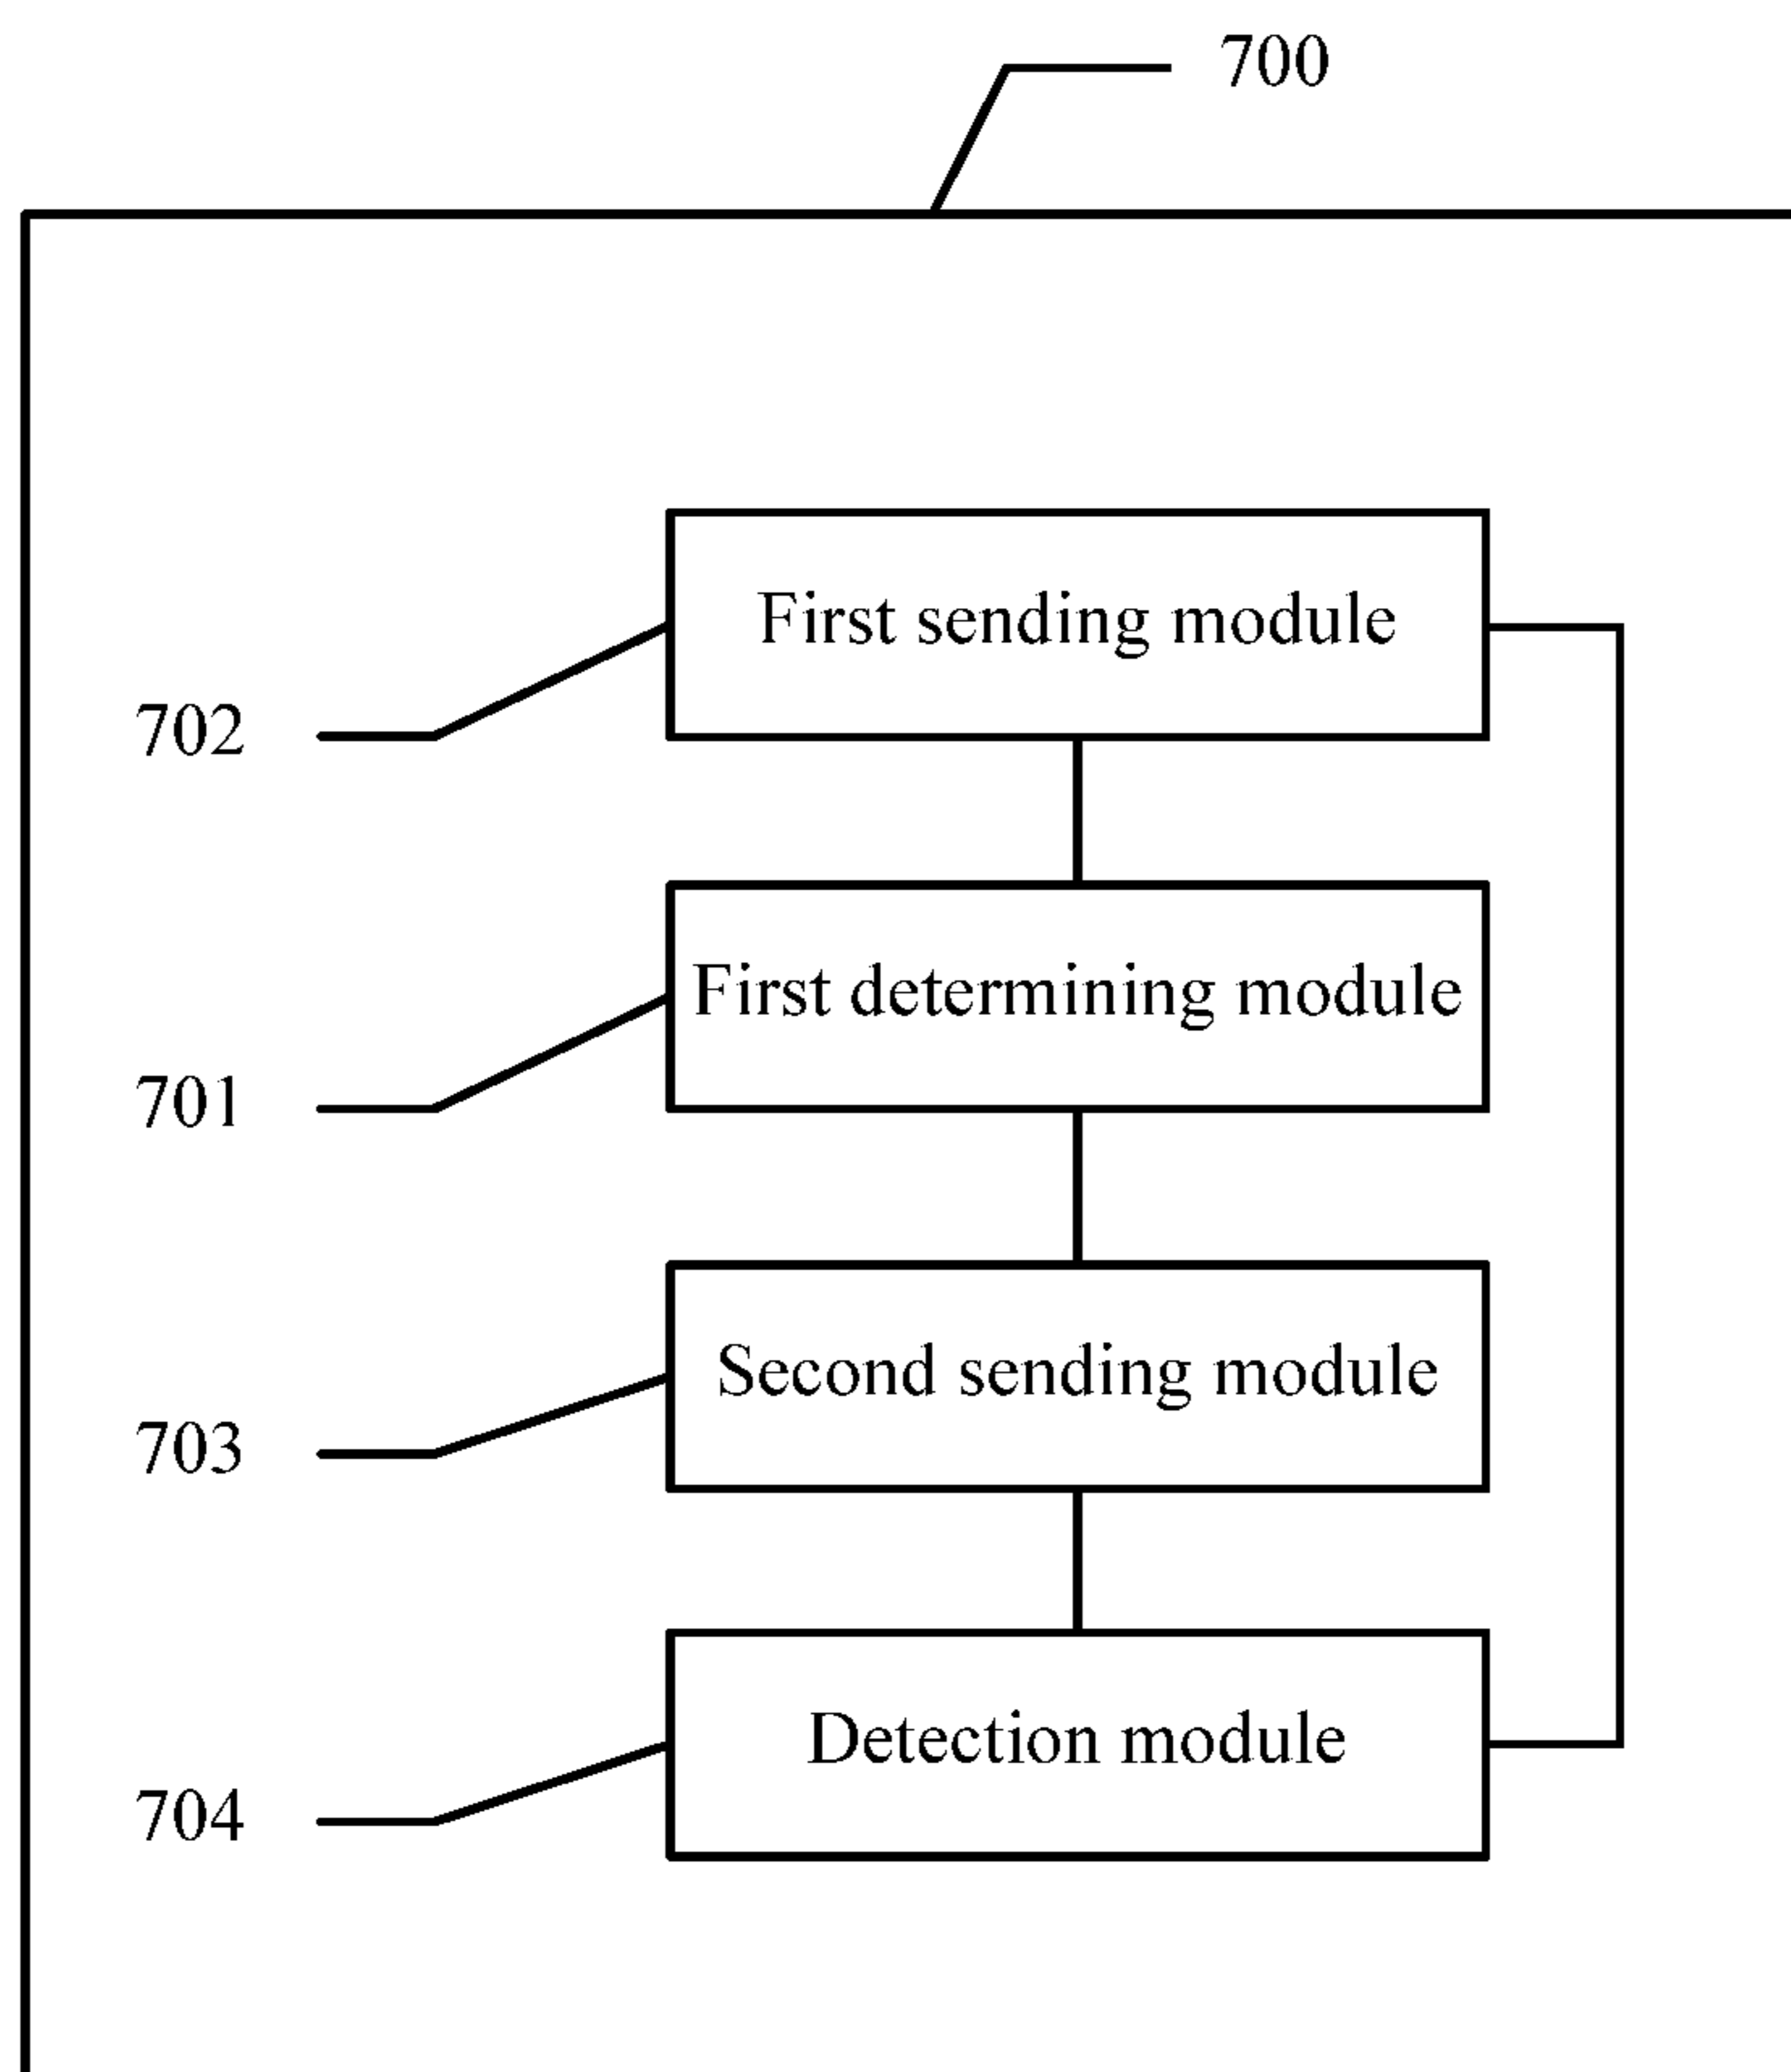 700
First sending module
702
First determining module
701
Second sending module
703
Detection module
704